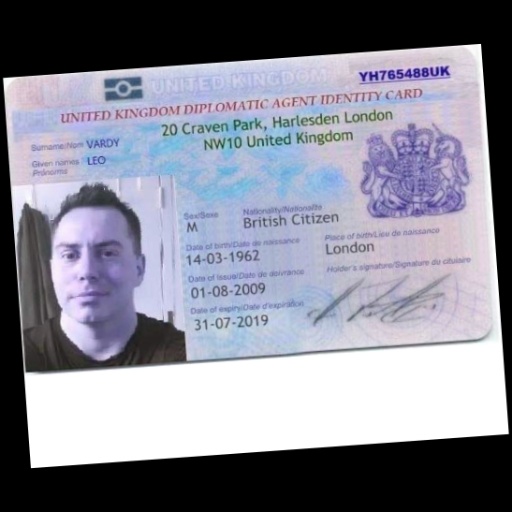 UNITED KINGDOM
YH765488UK
UNITED KINGDOM DIPLOMATIC AGENT IDENTITY CARD
20 Craven Park, Harlesden London
NW10 United Kingdom
Surname/Nom VARDY
Given names LEO
Prénoms
Sex/Sexe
M
Nationality/Nationalité
British Citizen
Date of birth/Date de naissance
14-03-1962
Place of birth/Lieu de naissance
London
Date of issue/Date de delivrance
01-08-2009
Holder's signature/Signature du titulaire
Date of expiry/Date d'expiration
31-07-2019